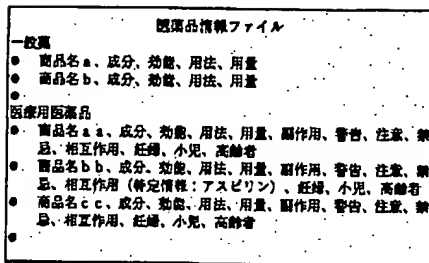 医薬品情報ファイル
一般薬
● 商品名a、成分、効能、用法、用量
● 商品名b、成分、効能、用法、用量
●
医療用医薬品
● 商品名aa、成分、効能、用法、用量、副作用、警告、注意、禁
忌、相互作用、妊婦、小児、高齢者
● 商品名bb、成分、効能、用法、用量、副作用、警告、注意、禁
忌、相互作用（特定情報：アスピリン）、妊婦、小児、高齢者
● 商品名cc、成分、効能、用法、用量、副作用、警告、注意、禁
忌、相互作用、妊婦、小児、高齢者
●